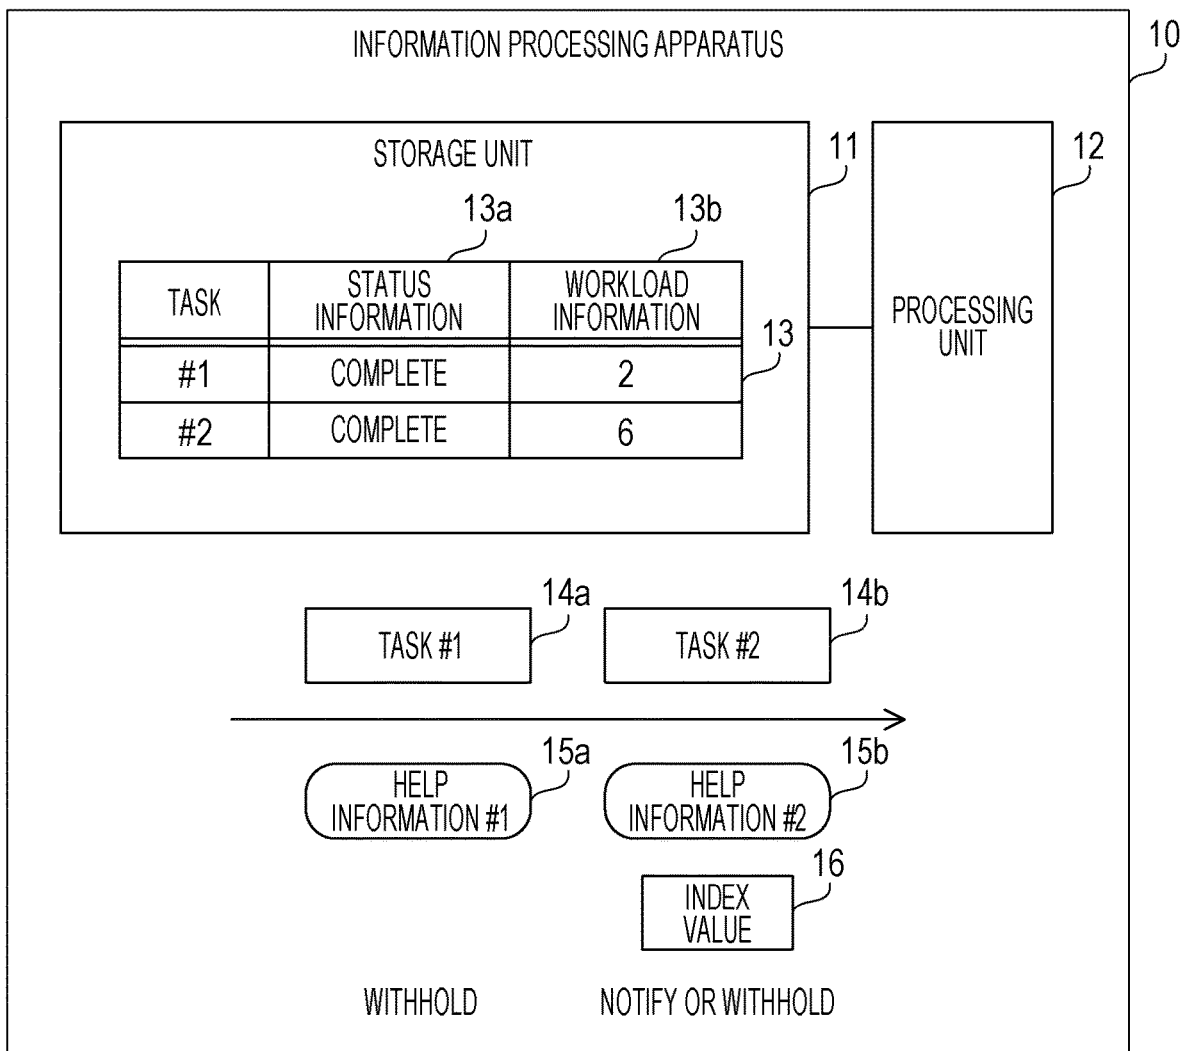 INFORMATION PROCESSING APPARATUS
10
STORAGE UNIT
11
12
13a
13b
TASK
STATUS
INFORMATION
WORKLOAD
INFORMATION
PROCESSING
UNIT
13
#1
COMPLETE
2
#2
COMPLETE
6
14a
14b
TASK #1
TASK #2
15a
15b
HELP
INFORMATION #1
HELP
INFORMATION #2
16
INDEX
VALUE
WITHHOLD
NOTIFY OR WITHHOLD